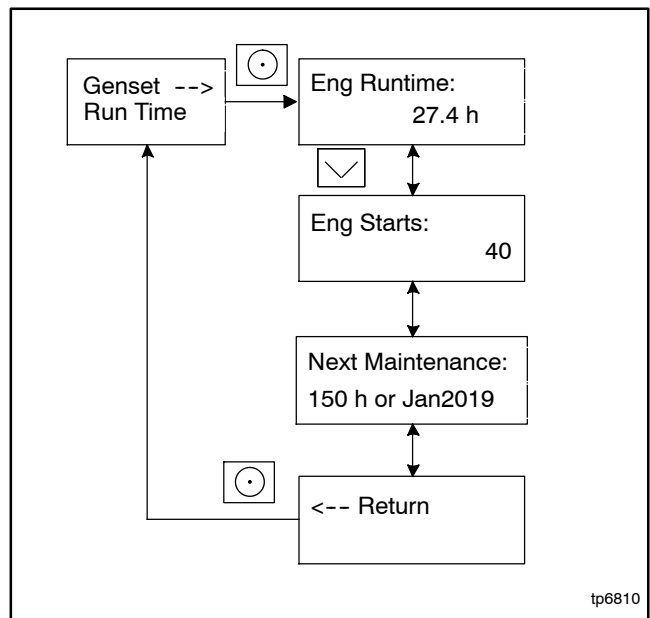 Genset -->
Run Time
Eng Runtime:
27.4 h
Eng Starts:
40
Next Maintenance:
150 h or Jan2019
<-- Return
tp6810